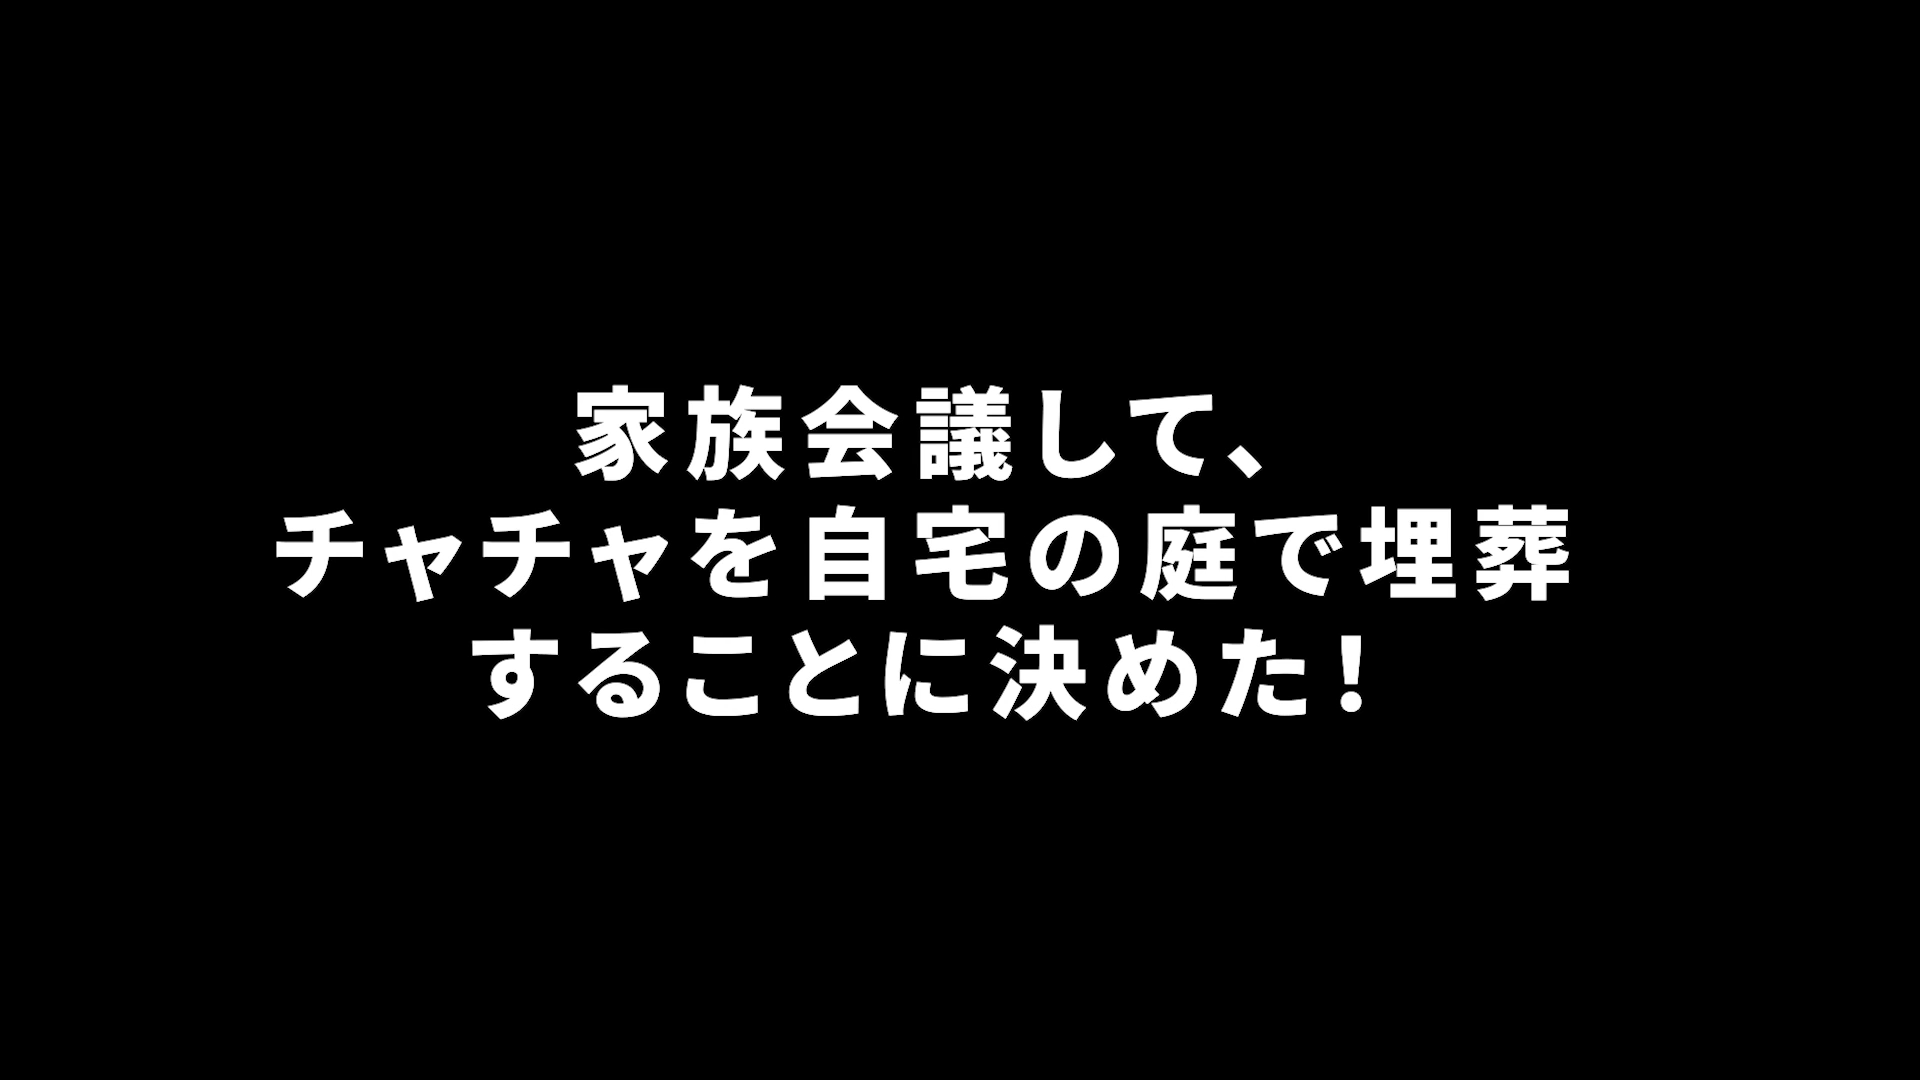 家族会議して、
チャチャを自宅の庭で埋葬
することに決めた！